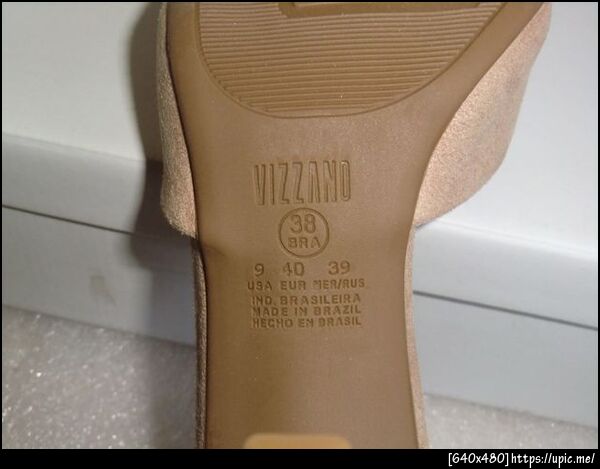 VIZZANO
38
BRA
9 40 39
USA EUR MER/RUS
IND. BRASILEIRA
MADE IN BRAZIL
HECHO EN BRASIL
[640x480]https://upic.me/